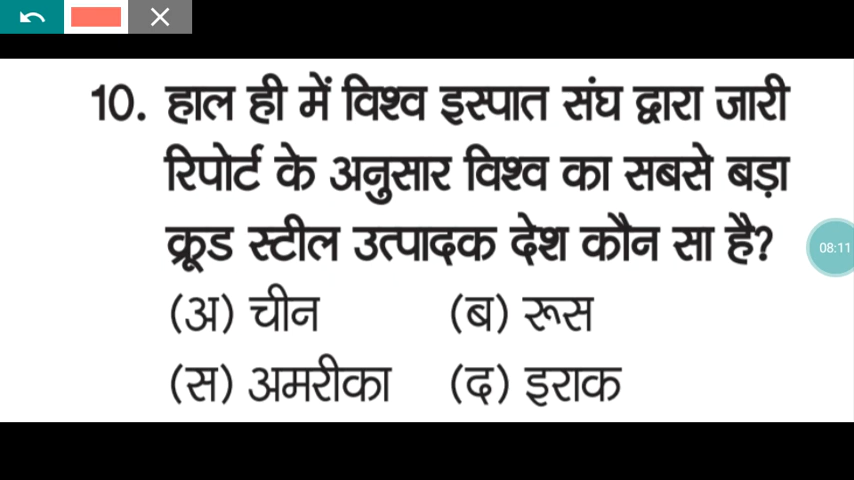 10. हाल ही में विश्व इस्पात संघ द्वारा जारी
रिपोर्ट के अनुसार विश्व का सबसे बड़ा
क्रूड स्टील उत्पादक देश कौन सा है?
08:11
(अ) चीन (ब) रूस
(स) अमरीका (द) इराक